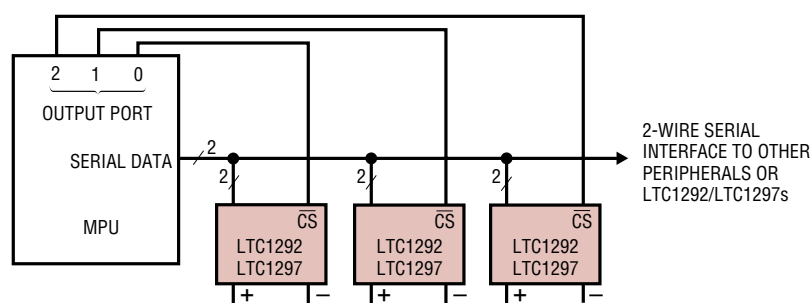 2 1 0
OUTPUT PORT
SERIAL DATA
MPU
2
2
2
2
2-WIRE SERIAL
INTERFACE TO OTHER
PERIPHERALS OR
LTC1292/LTC1297s
CS
LTC1292
LTC1297
+ –
CS
LTC1292
LTC1297
+ –
CS
LTC1292
LTC1297
+ –